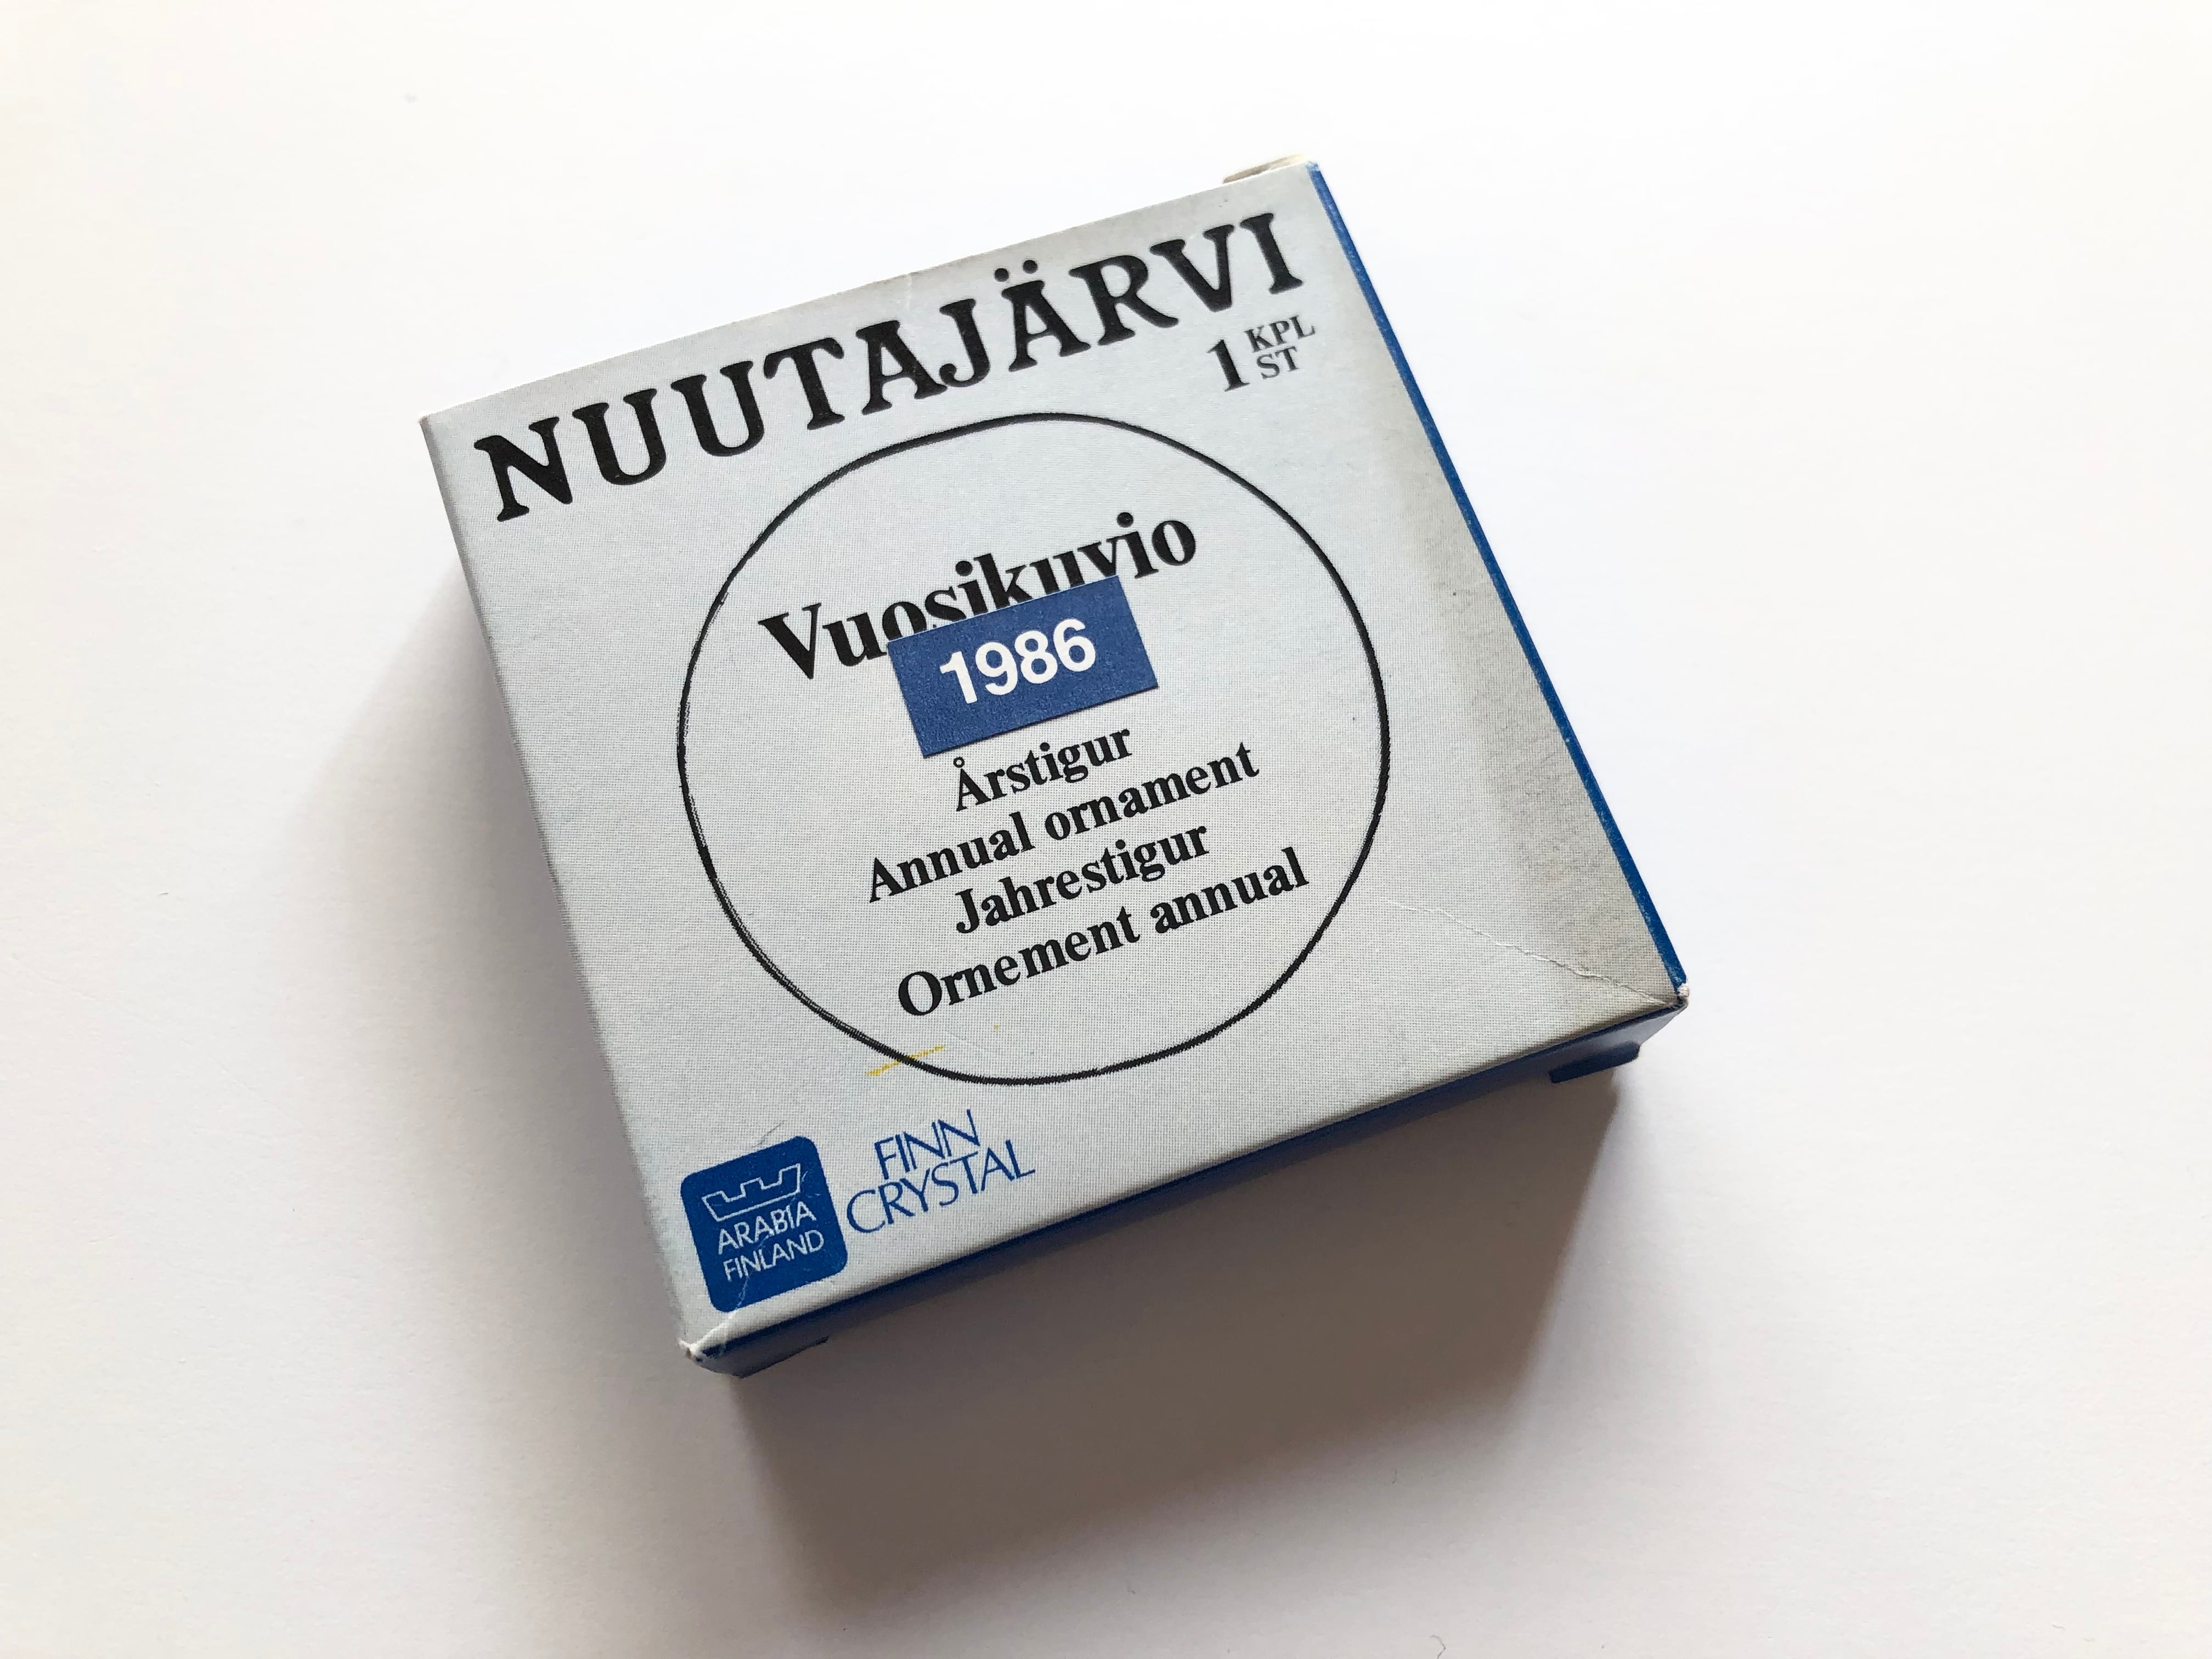 NUUTAJÄRVI
1 KPL
ST
Vuosikuvio
1986
Årstigur
Annual ornament
Jahrestigur
Ornement annual
FINN
CRYSTAL
ARABIA
FINLAND